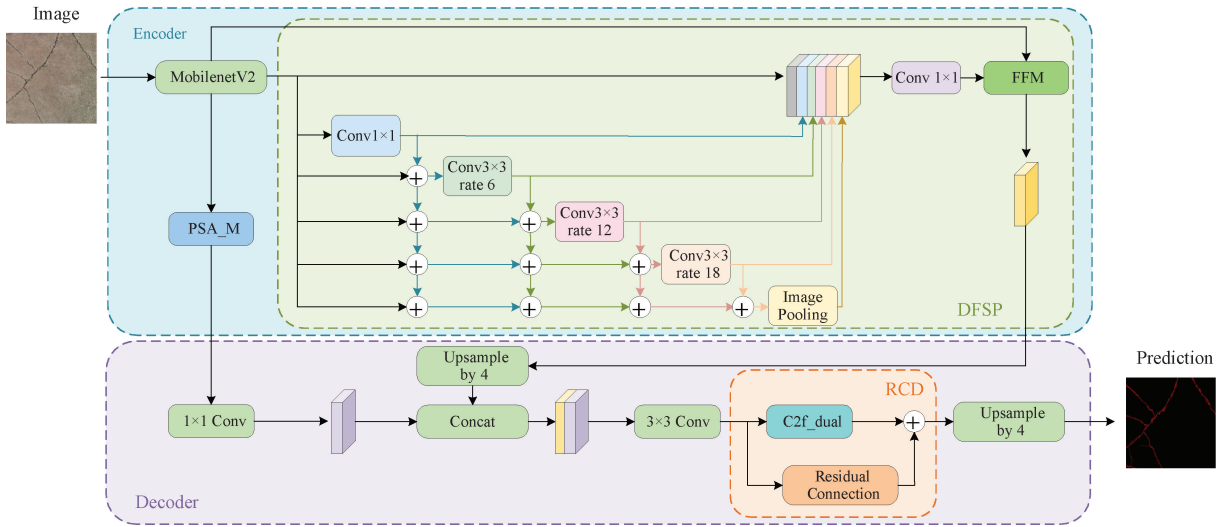 Image
Encoder
MobilenetV2
Conv 1×1
FFM
Conv1×1
Conv3×3
rate 6
PSA_M
Conv3×3
rate 12
Conv3×3
rate 18
Image
Pooling
DFSP
Upsample
by 4
Prediction
RCD
1×1 Conv
Concat
3×3 Conv
C2f_dual
Upsample
by 4
Residual
Connection
Decoder